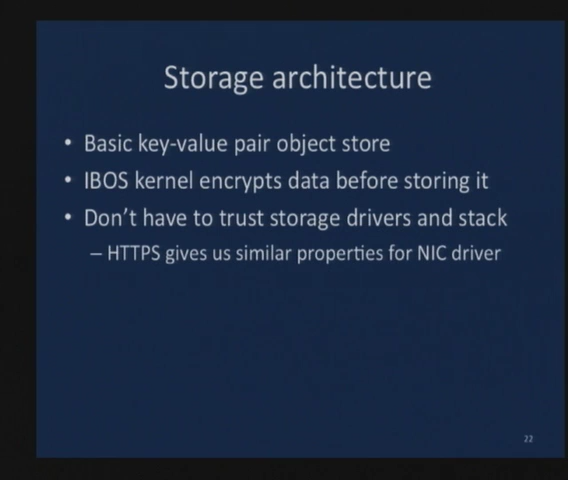 Storage architecture
• Basic key-value pair object store
• IBOS kernel encrypts data before storing it
• Don't have to trust storage drivers and stack
– HTTPS gives us similar properties for NIC driver
22